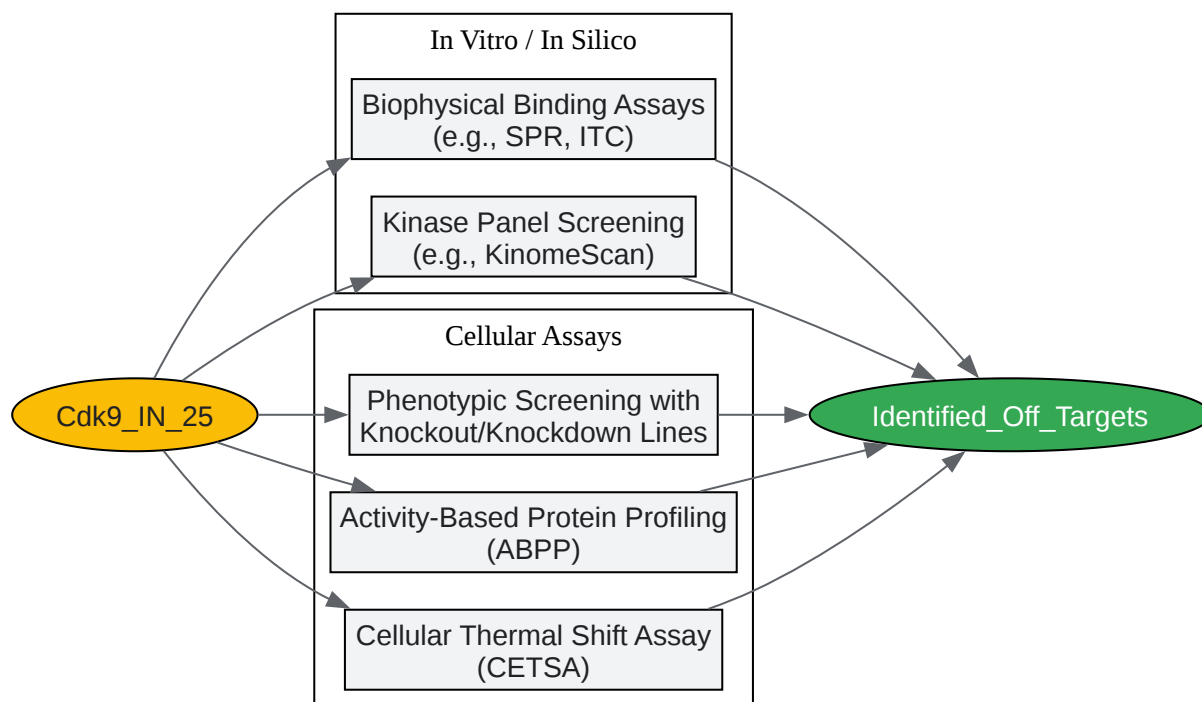 In Vitro / In Silico
Biophysical Binding Assays
(e.g., SPR, ITC)
Kinase Panel Screening
(e.g., KinomeScan)
Cellular Assays
Cdk9_IN_25
Phenotypic Screening with
Knockout/Knockdown Lines
Identified_Off_Targets
Activity-Based Protein Profiling
(ABPP)
Cellular Thermal Shift Assay
(CETSA)